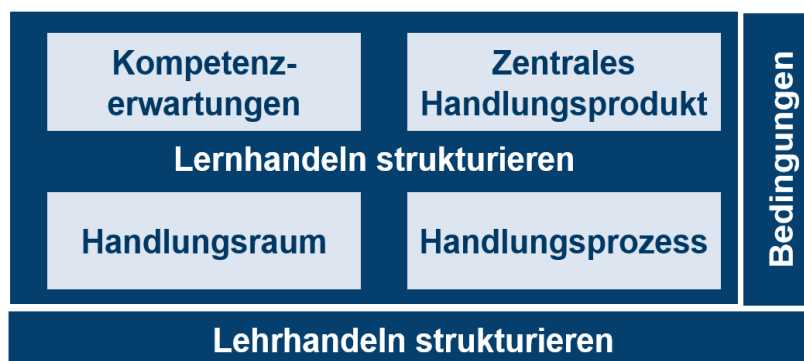 Kompetenz-
erwartungen
Zentrales
Handlungsprodukt
Lernhandeln strukturieren
Handlungsraum
Handlungsprozess
Bedingungen
Lehrhandeln strukturieren